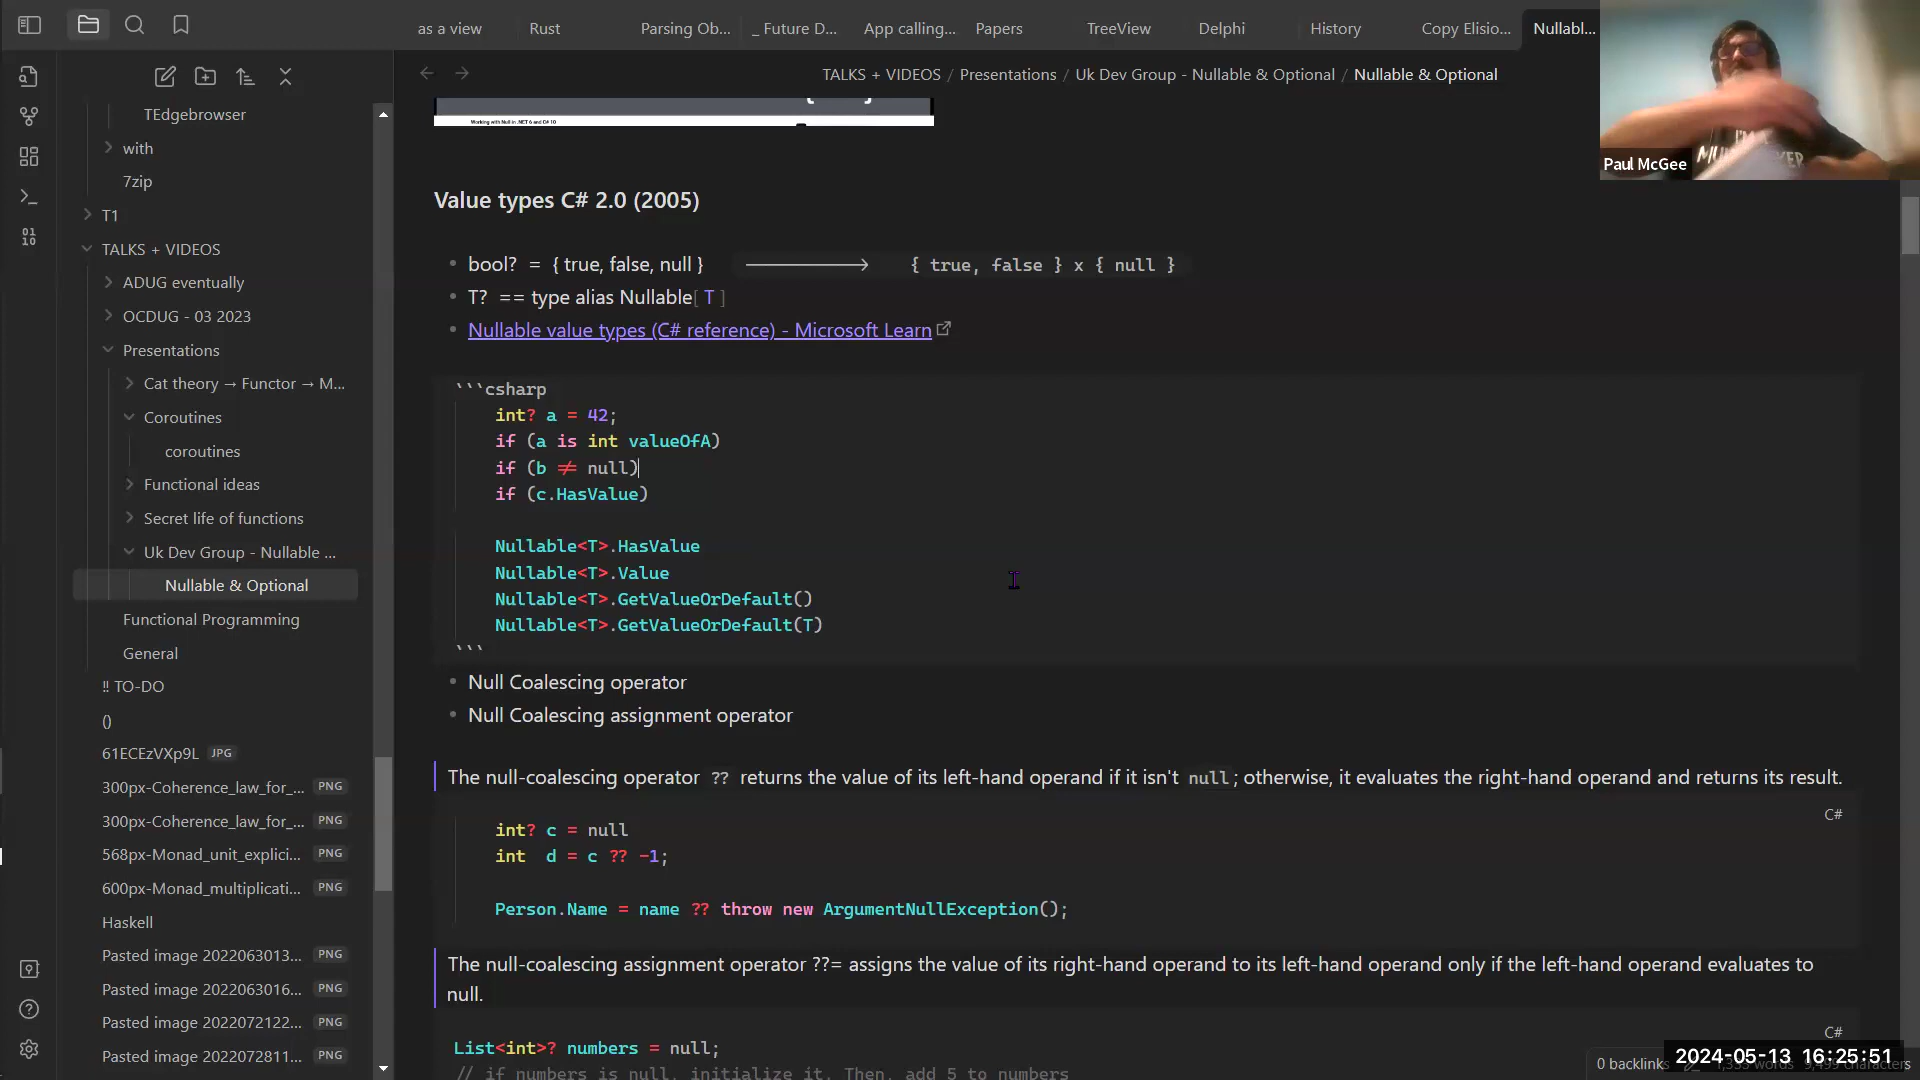 as a view
Rust
Parsing Ob...
_ Future D...
App calling...
Papers
TreeView
Delphi
History
Copy Elisio...
Nullabl...
TALKS + VIDEOS / Presentations / Uk Dev Group - Nullable & Optional / Nullable & Optional
TEdgebrowser
with
7zip
T1
TALKS + VIDEOS
ADUG eventually
OCDUG - 03 2023
Presentations
Cat theory → Functor → M...
Coroutines
coroutines
Functional ideas
Secret life of functions
Uk Dev Group - Nullable ...
Nullable & Optional
Functional Programming
General
!! TO-DO
()
61ECEzVXp9L JPG
300px-Coherence_law_for_... PNG
300px-Coherence_law_for_... PNG
568px-Monad_unit_explici... PNG
600px-Monad_multiplicati... PNG
Haskell
Pasted image 2022063013... PNG
Pasted image 2022063016... PNG
Pasted image 2022072122... PNG
Pasted image 2022072811... PNG
Working with Null in .NET 6 and C# 10
Value types C# 2.0 (2005)
bool? = { true, false, null } ⟶ { true, false } x { null }
T? == type alias Nullable[ T ]
Nullable value types (C# reference) - Microsoft Learn
```csharp
int? a = 42;
if (a is int valueOfA)
if (b ≠ null)
if (c.HasValue)
Nullable<T>.HasValue
Nullable<T>.Value
Nullable<T>.GetValueOrDefault()
Nullable<T>.GetValueOrDefault(T)
```
Null Coalescing operator
Null Coalescing assignment operator
The null-coalescing operator ?? returns the value of its left-hand operand if it isn't null; otherwise, it evaluates the right-hand operand and returns its result.
C#
int? c = null
int d = c ?? -1;
Person.Name = name ?? throw new ArgumentNullException();
The null-coalescing assignment operator ??= assigns the value of its right-hand operand to its left-hand operand only if the left-hand operand evaluates to
null.
C#
List<int>? numbers = null;
// if numbers is null, initialize it. Then, add 5 to numbers
Paul McGee
0 backlinks
2024-05-13 16:25:51